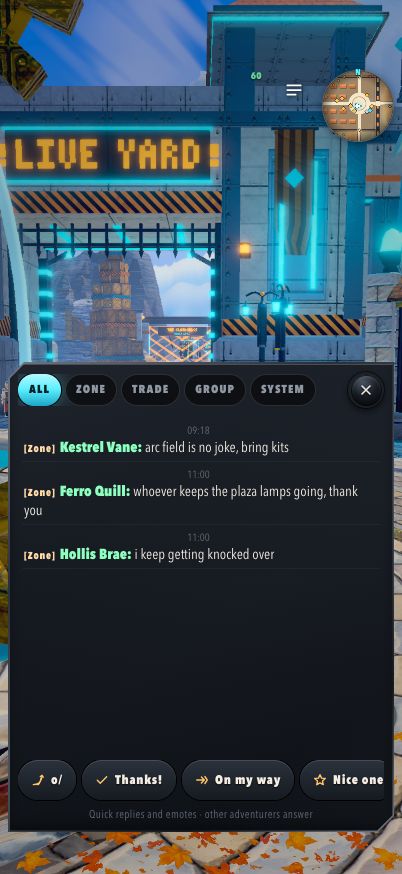 60
N
!LIVE YARD!
ALL
ZONE
TRADE
GROUP
SYSTEM
09:18
[Zone] Kestrel Vane: arc field is no joke, bring kits
11:00
[Zone] Ferro Quill: whoever keeps the plaza lamps going, thank
you
11:00
[Zone] Hollis Brae: i keep getting knocked over
o/
Thanks!
On my way
Nice one
Quick replies and emotes · other adventurers answer